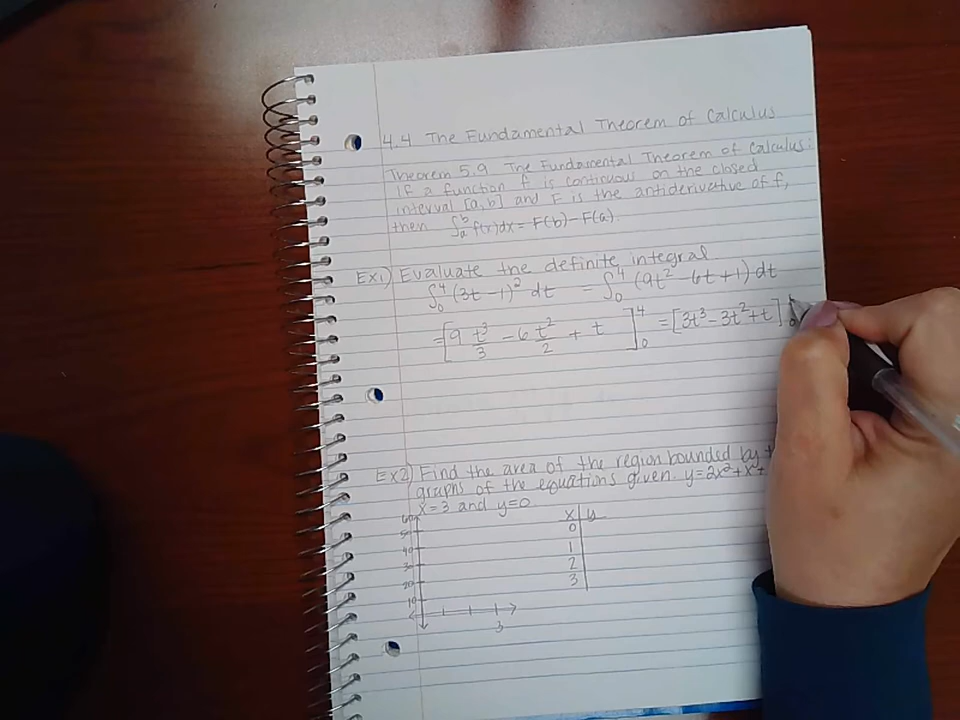 4.4 The Fundamental Theorem of Calculus
Theorem 5.9 The Fundamental Theorem of Calculus:
If a function f is continuous on the closed
interval [a,b] and F is the antiderivative of f,
then ∫ₐᵇ f(x)dx = F(b) - F(a).
Ex1) Evaluate the definite integral.
∫₀⁴ (3t - 1)² dt = ∫₀⁴ (9t² - 6t + 1) dt
= [9 t³/3 - 6 t²/2 + t]₀⁴ = [3t³ - 3t² + t]₀
Ex2) Find the area of the region bounded by
graphs of the equations given. y=2x²+
x=3 and y=0.
x y
60
50
40
30
20
10
3
0
1
2
3